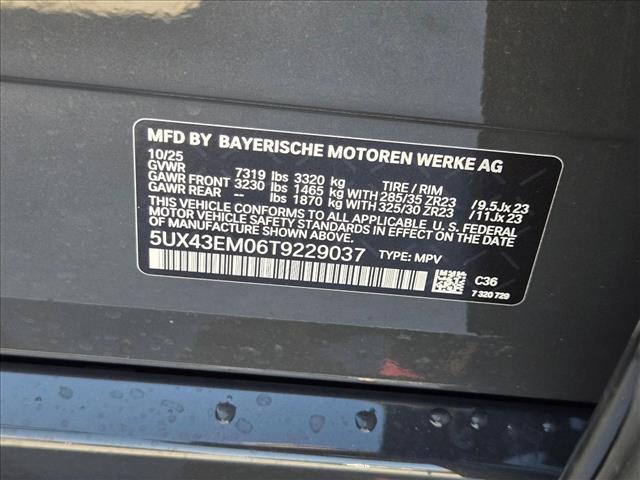 MFD BY BAYERISCHE MOTOREN WERKE AG
10/25
GVWR 7319 lbs 3320 kg TIRE / RIM
GAWR FRONT 3230 lbs 1465 kg WITH 285/35 ZR23 /9.5Jx23
GAWR REAR -- lbs 1870 kg WITH 325/30 ZR23 /11Jx23
THIS VEHICLE CONFORMS TO ALL APPLICABLE U. S. FEDERAL
MOTOR VEHICLE SAFETY STANDARDS IN EFFECT ON THE
DATE OF MANUFACTURE SHOWN ABOVE.
5UX43EM06T9229037 TYPE: MPV
C36
7 320 729